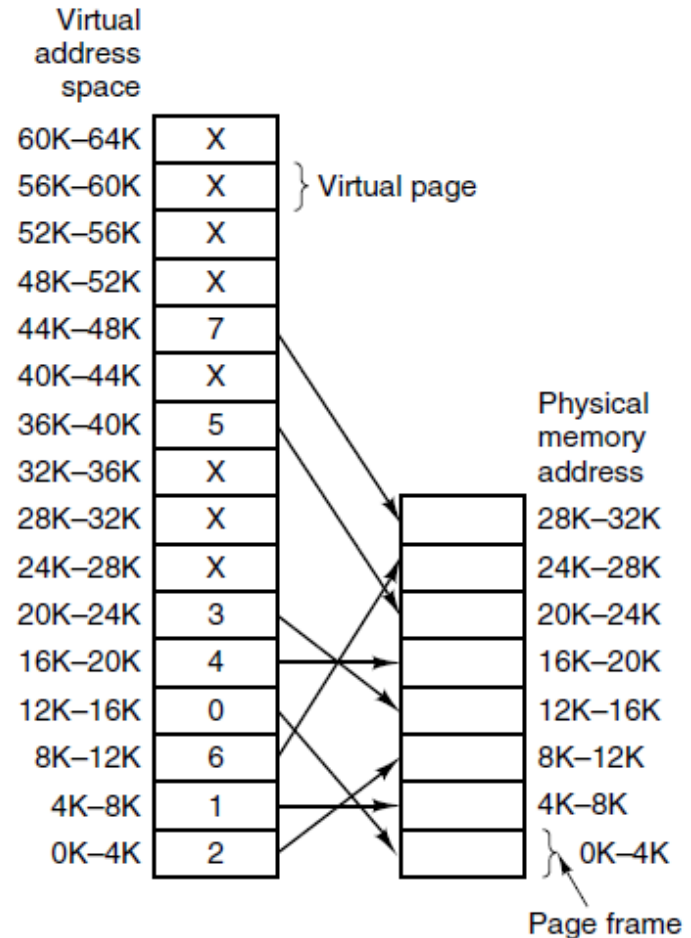 Virtual
address
space
60K–64K X
56K–60K X Virtual page
52K–56K X
48K–52K X
44K–48K 7
40K–44K X
36K–40K 5
Physical
memory
address
32K–36K X
28K–32K X 28K–32K
24K–28K X 24K–28K
20K–24K 3 20K–24K
16K–20K 4 16K–20K
12K–16K 0 12K–16K
8K–12K 6 8K–12K
4K–8K 1 4K–8K
0K–4K 2 0K–4K
Page frame